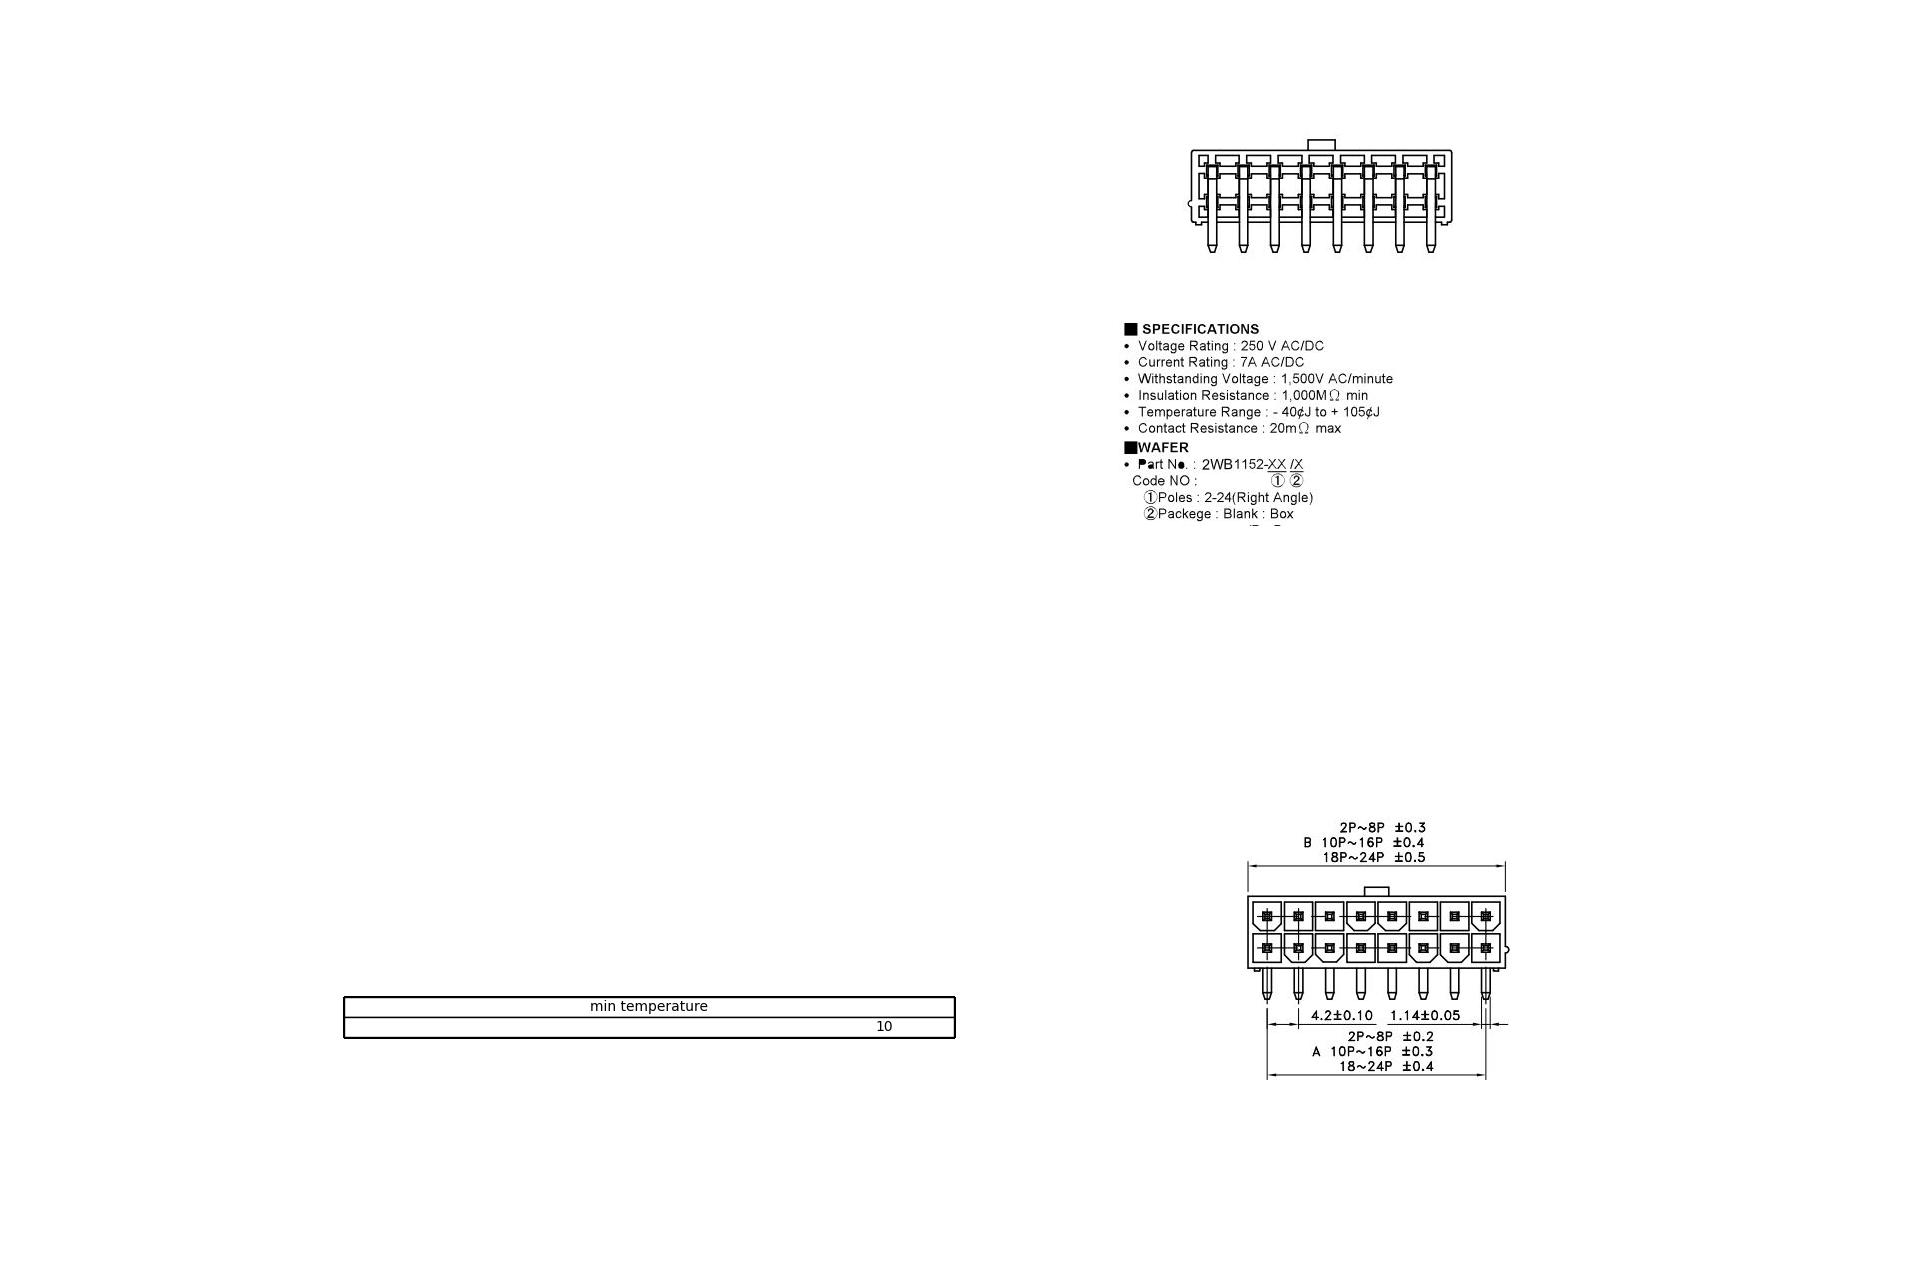 ■ SPECIFICATIONS
• Voltage Rating : 250 V AC/DC
• Current Rating : 7A AC/DC
• Withstanding Voltage : 1,500V AC/minute
• Insulation Resistance : 1,000MΩ min
• Temperature Range : - 40¢J to + 105¢J
• Contact Resistance : 20mΩ max
■WAFER
• Part No. : 2WB1152-XX /X
Code NO : ① ②
①Poles : 2-24(Right Angle)
②Packege : Blank : Box
2P~8P ±0.3
B 10P~16P ±0.4
18P~24P ±0.5
4.2±0.10 1.14±0.05
2P~8P ±0.2
A 10P~16P ±0.3
18~24P ±0.4
min temperature
10